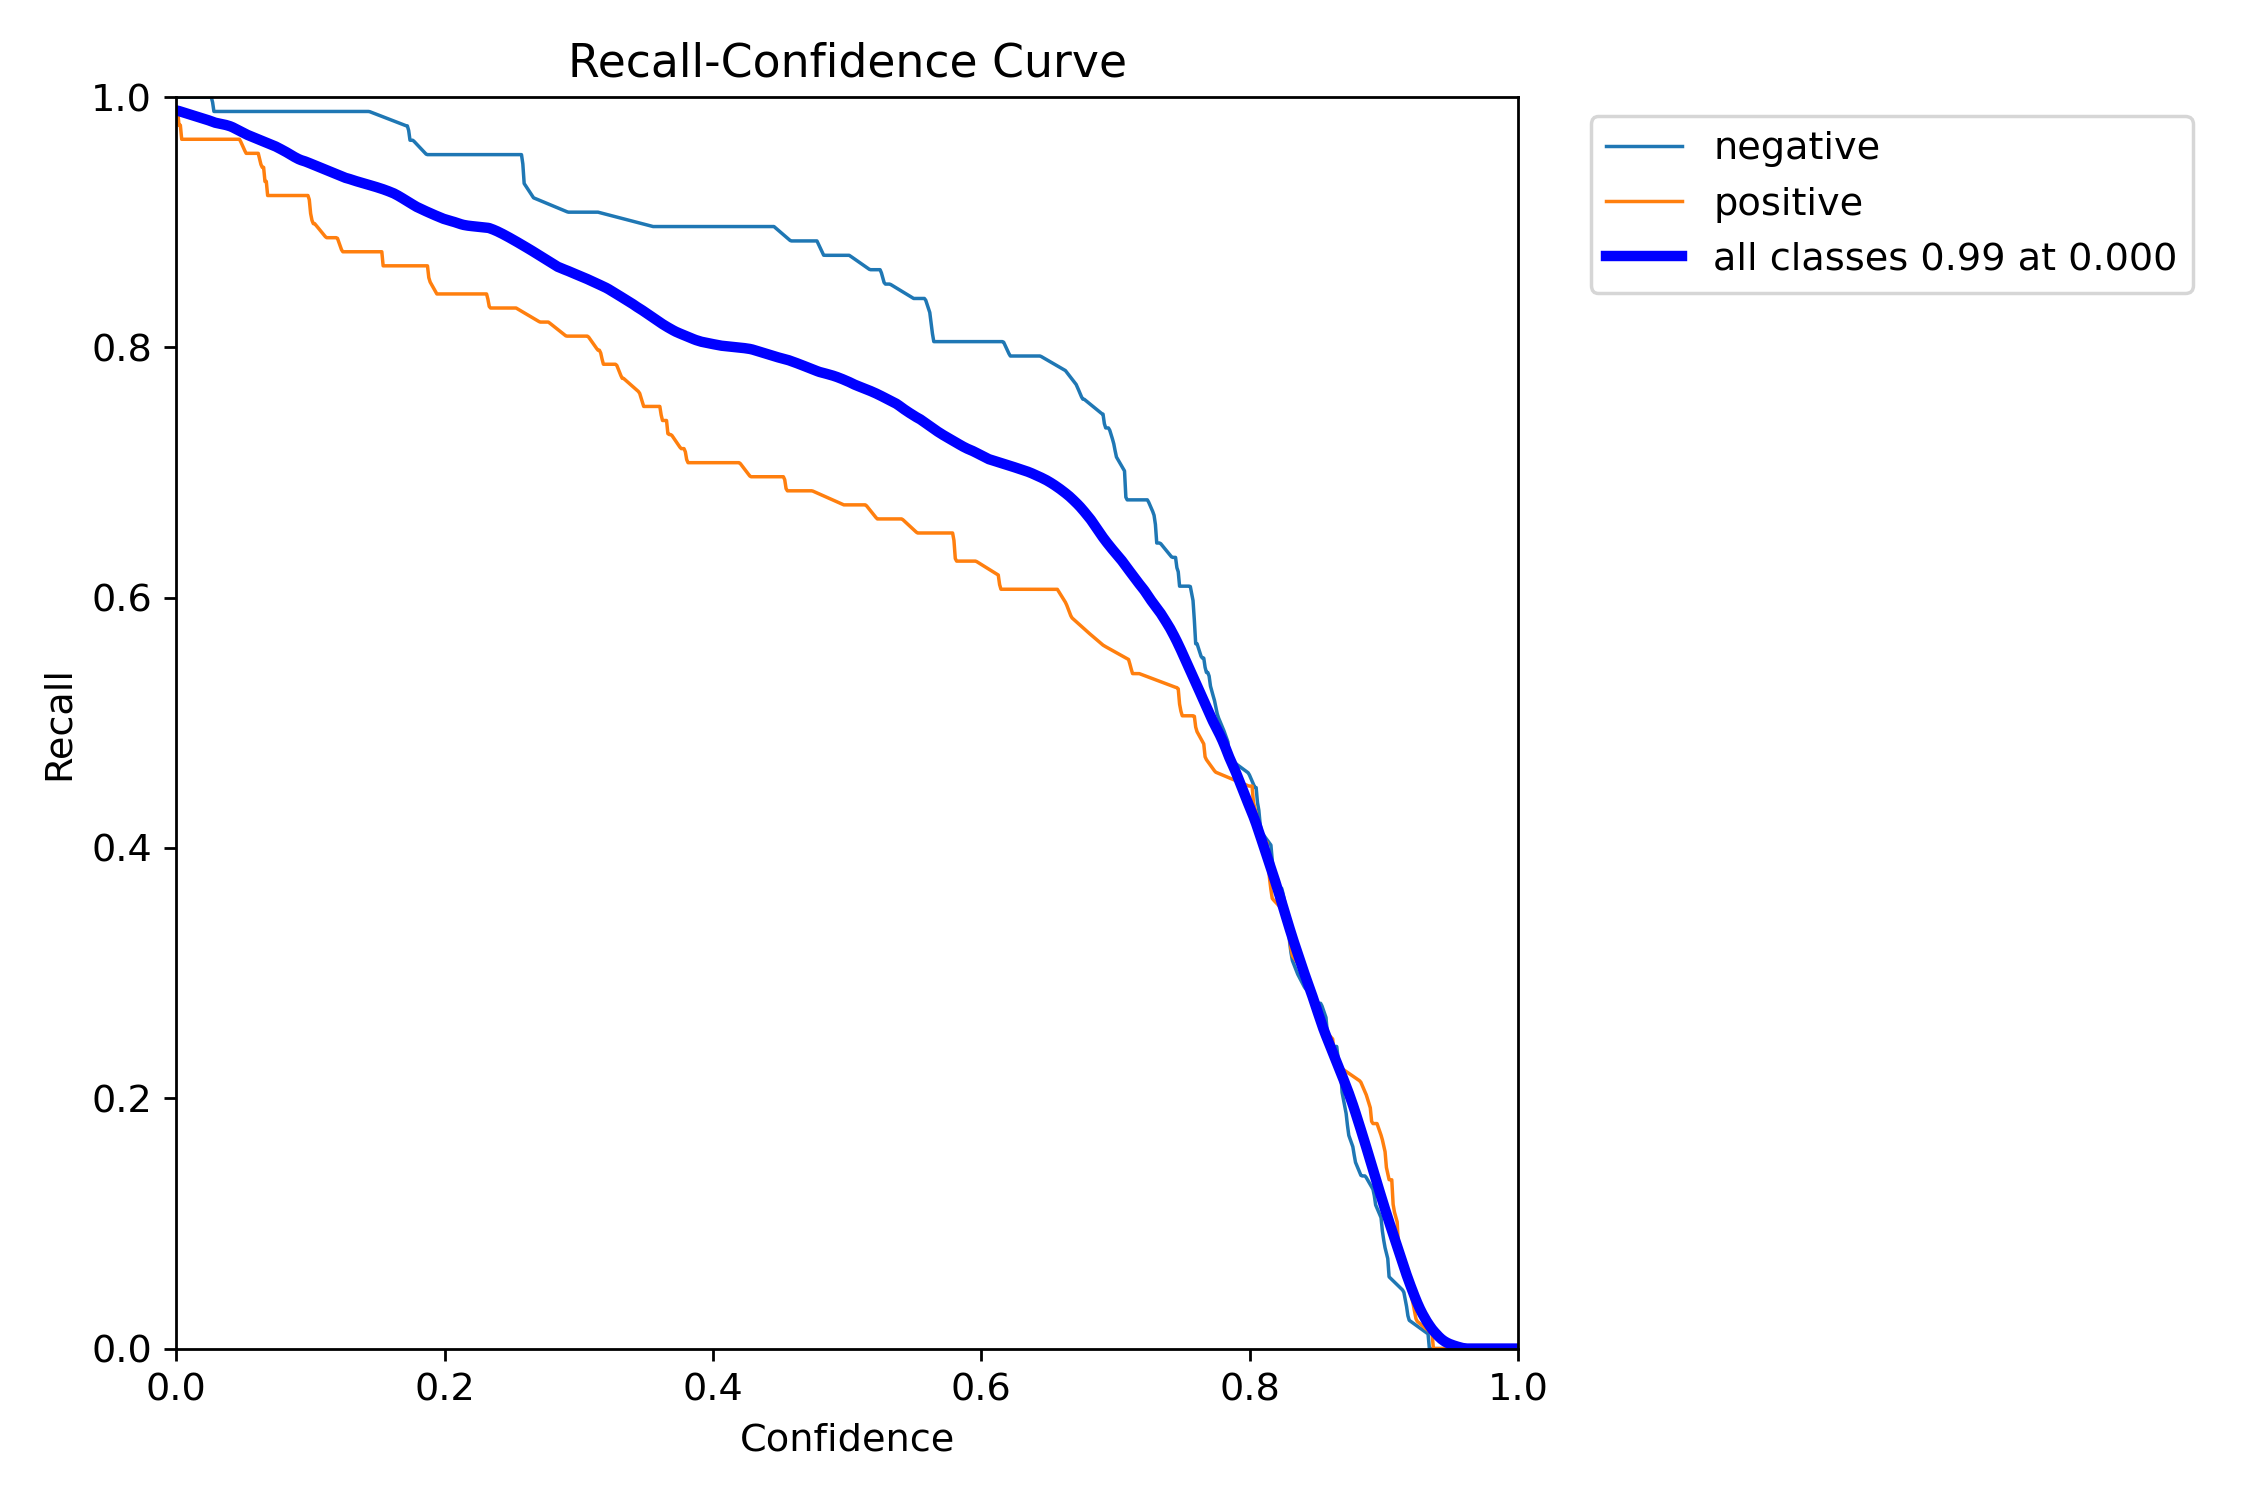 Recall-Confidence Curve
1.0
0.8
0.6
0.4
0.2
0.0
Recall
0.0 0.2 0.4 0.6 0.8 1.0
Confidence
negative
positive
all classes 0.99 at 0.000